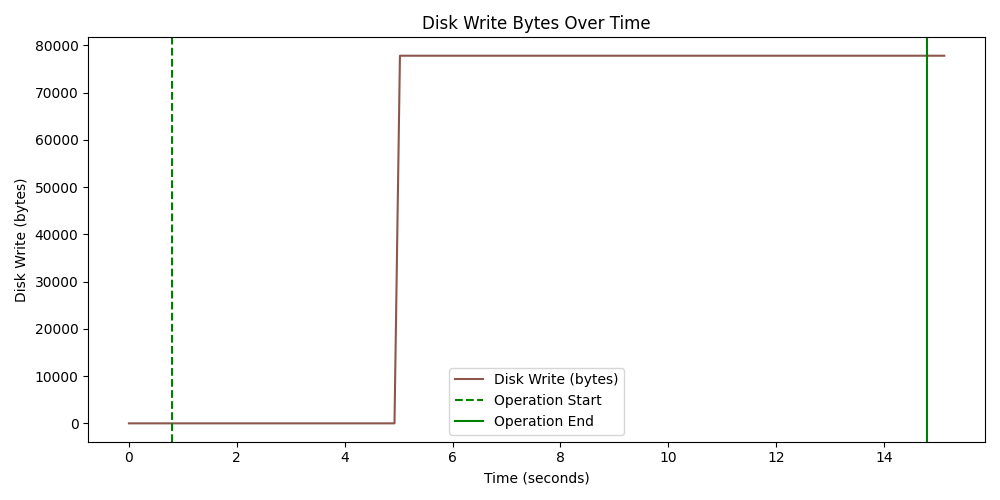 Disk Write Bytes Over Time
Disk Write (bytes)
80000
70000
60000
50000
40000
30000
20000
10000
0
Disk Write (bytes)
Operation Start
Operation End
0 2 4 6 8 10 12 14
Time (seconds)